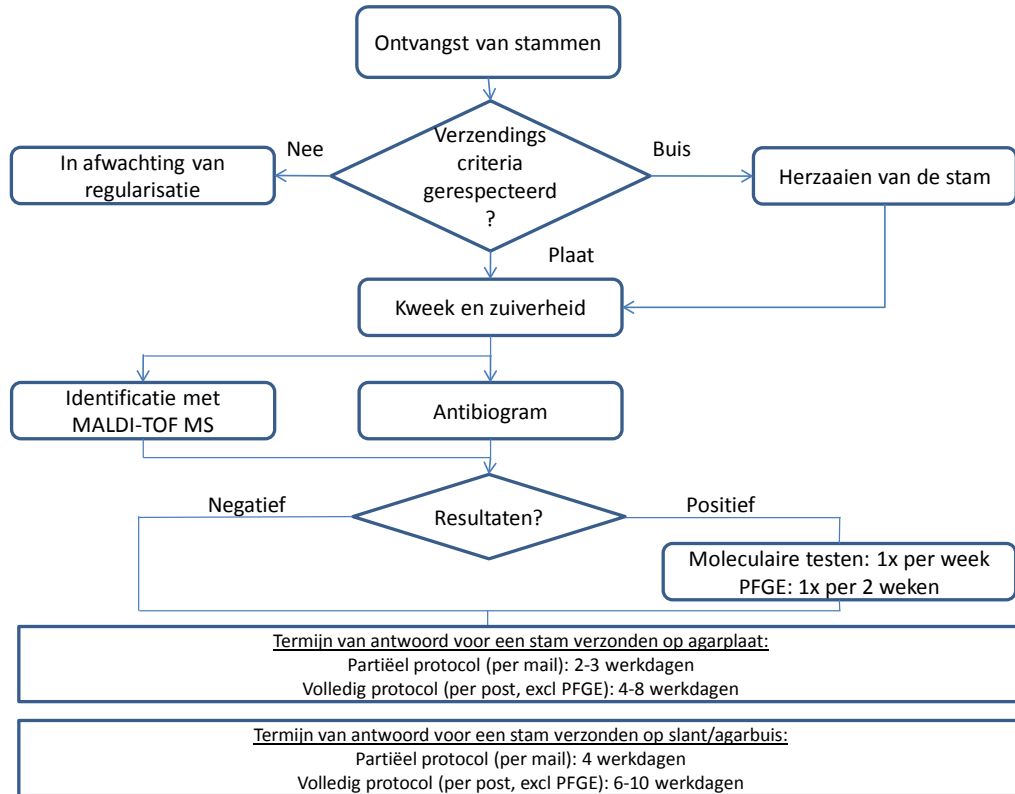 Ontvangst van stammen
Verzendings
criteria
gerespecteerd
?
Nee
Buis
In afwachting van
regularisatie
Herzaaien van de stam
Plaat
Kweek en zuiverheid
Identificatie met
MALDI-TOF MS
Antibiogram
Negatief
Resultaten?
Positief
Moleculaire testen: 1x per week
PFGE: 1x per 2 weken
Termijn van antwoord voor een stam verzonden op agarplaat:
Partiëel protocol (per mail): 2-3 werkdagen
Volledig protocol (per post, excl PFGE): 4-8 werkdagen
Termijn van antwoord voor een stam verzonden op slant/agarbuis:
Partiëel protocol (per mail): 4 werkdagen
Volledig protocol (per post, excl PFGE): 6-10 werkdagen